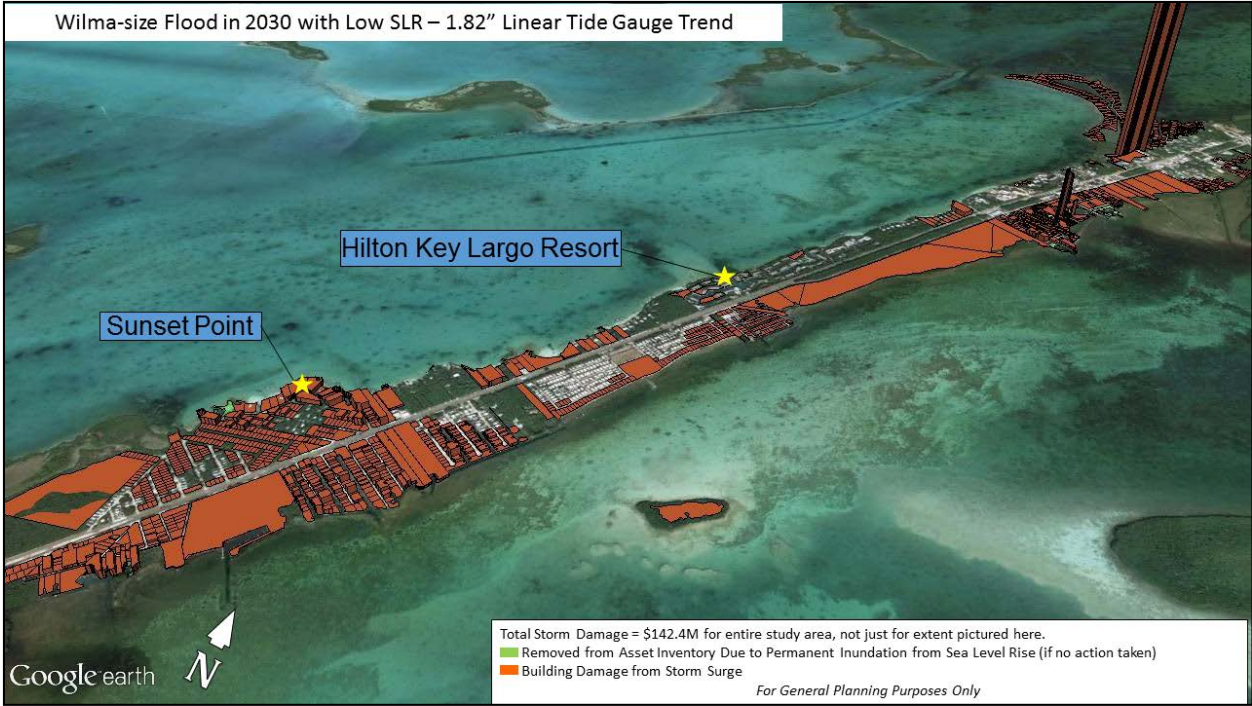 Wilma-size Flood in 2030 with Low SLR – 1.82” Linear Tide Gauge Trend
Hilton Key Largo Resort
Sunset Point
Total Storm Damage = $142.4M for entire study area, not just for extent pictured here.
Removed from Asset Inventory Due to Permanent Inundation from Sea Level Rise (if no action taken)
Building Damage from Storm Surge
For General Planning Purposes Only
N
Google earth